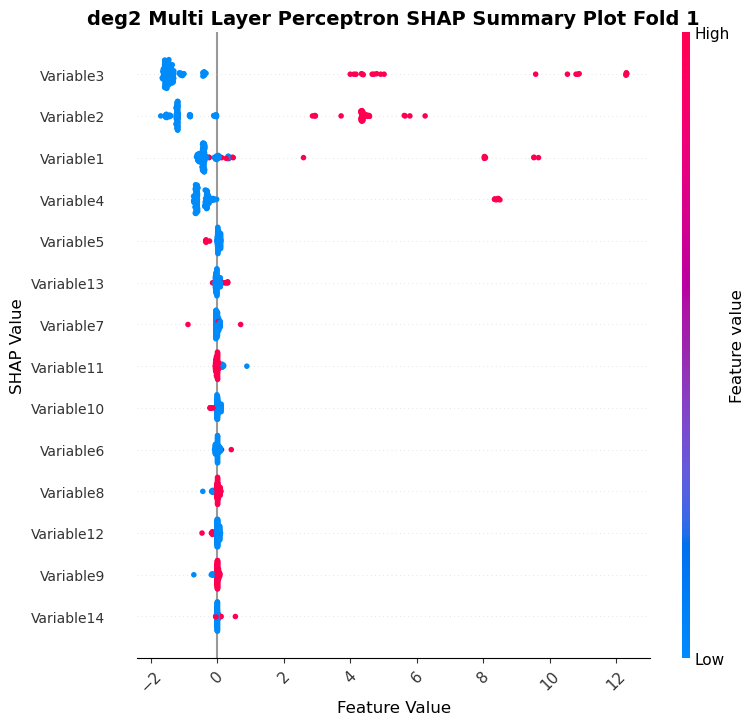 deg2 Multi Layer Perceptron SHAP Summary Plot Fold 1
High
Variable3
Variable2
Variable1
Variable4
Variable5
Variable13
Variable7
Variable11
Variable10
Variable6
Variable8
Variable12
Variable9
Variable14
SHAP Value
Feature value
Low
−2 0 2 4 6 8 10 12
Feature Value